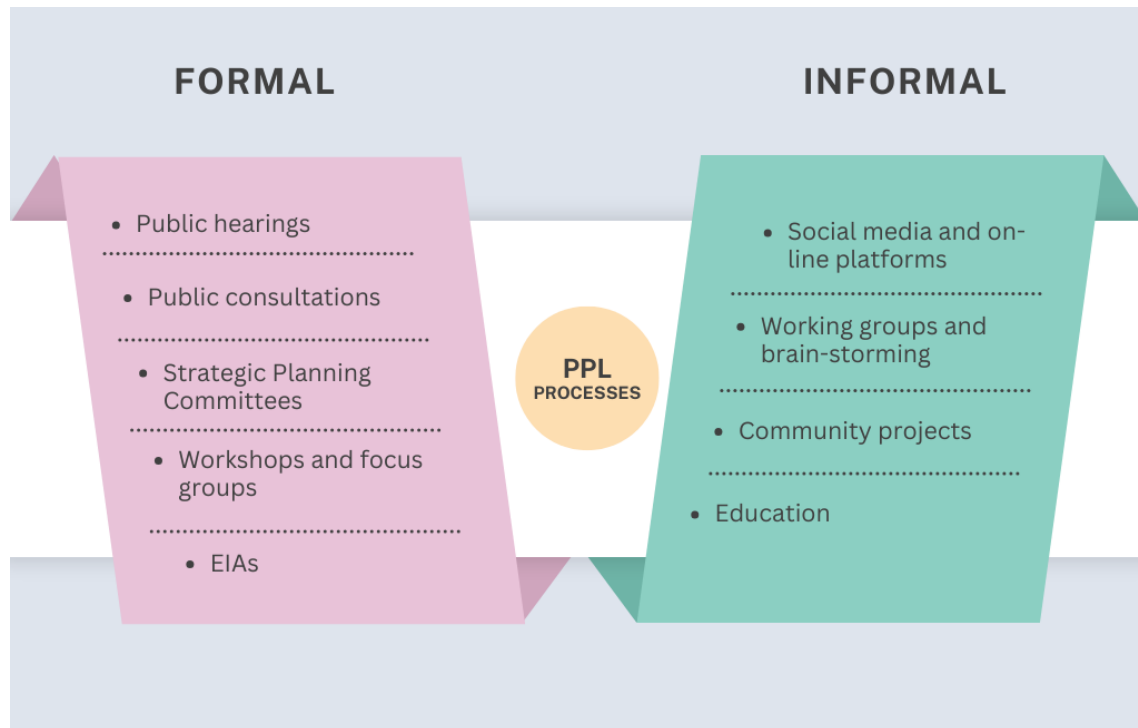 FORMAL
• Public hearings
• Public consultations
• Strategic Planning
Committees
• Workshops and focus
groups
• EIAs
PPL
PROCESSES
INFORMAL
• Social media and on-
line platforms
• Working groups and
brain-storming
• Community projects
• Education